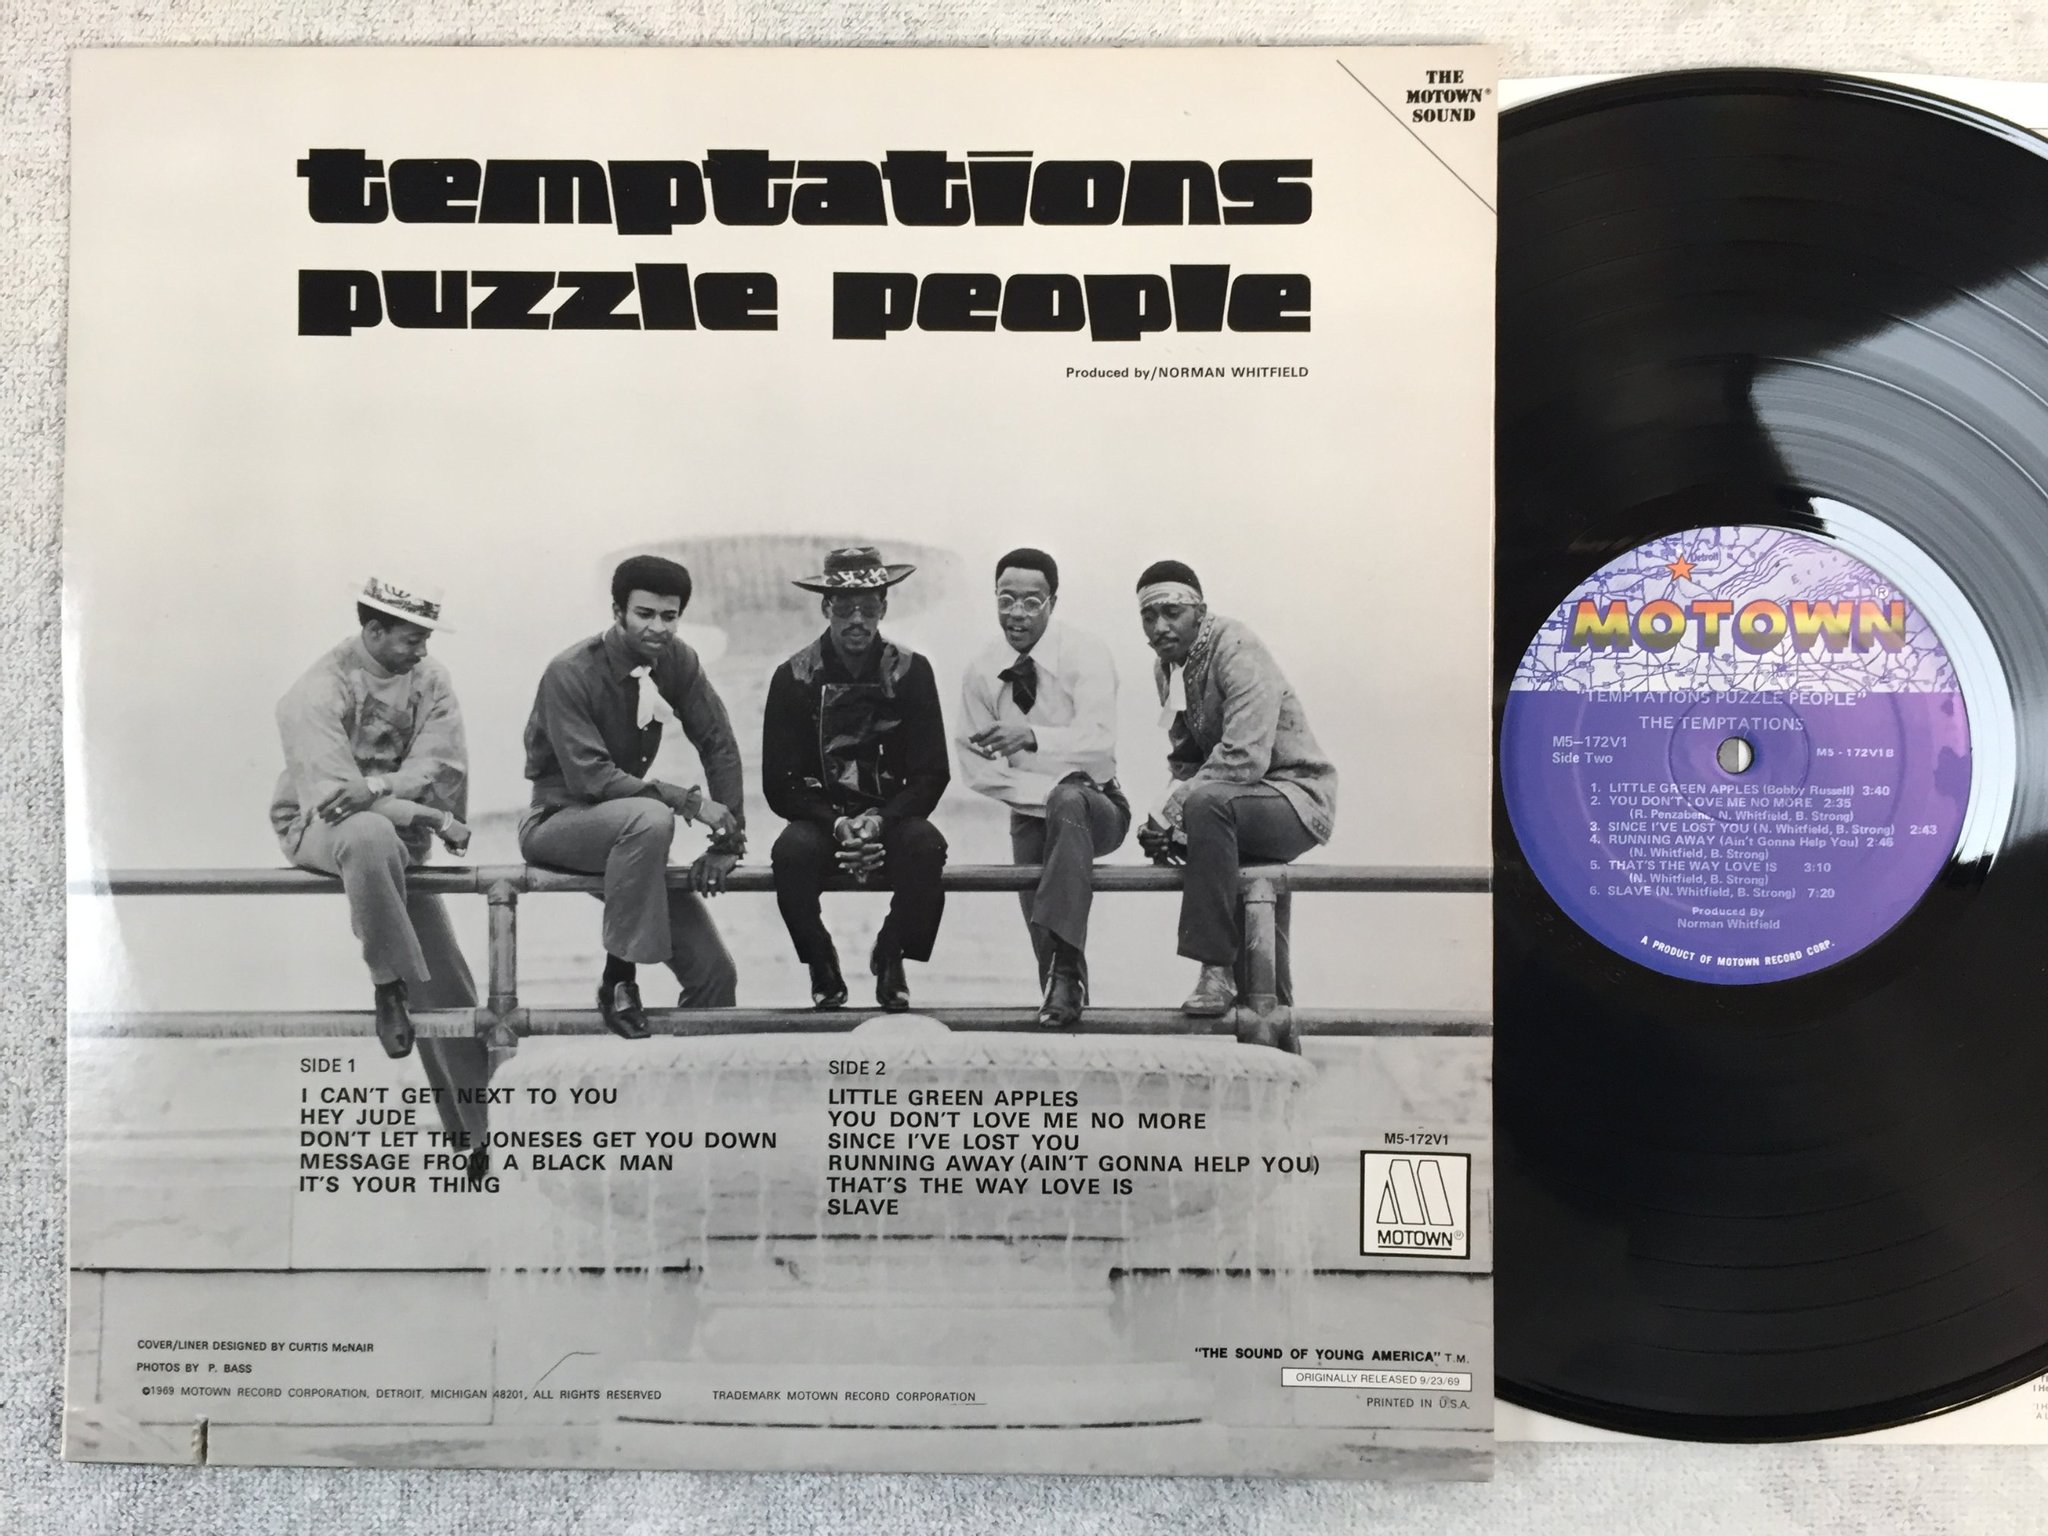 THE
MOTOWN®
SOUND
temptations
puzzle people
Produced by/NORMAN WHITFIELD
SIDE 1
I CAN'T GET NEXT TO YOU
HEY JUDE
DON'T LET THE JONESES GET YOU DOWN
MESSAGE FROM A BLACK MAN
IT'S YOUR THING
SIDE 2
LITTLE GREEN APPLES
YOU DON'T LOVE ME NO MORE
SINCE I'VE LOST YOU
RUNNING AWAY (AIN'T GONNA HELP YOU)
THAT'S THE WAY LOVE IS
SLAVE
M5-172V1
MOTOWN®
COVER/LINER DESIGNED BY CURTIS McNAIR
PHOTOS BY P. BASS
©1969 MOTOWN RECORD CORPORATION, DETROIT, MICHIGAN 48201, ALL RIGHTS RESERVED TRADEMARK MOTOWN RECORD CORPORATION
"THE SOUND OF YOUNG AMERICA" T.M.
ORIGINALLY RELEASED 9/23/69
PRINTED IN U.S.A.
Detroit
MOTOWN®
"TEMPTATIONS PUZZLE PEOPLE"
THE TEMPTATIONS
M5-172V1 M5-172V1B
Side Two
1. LITTLE GREEN APPLES (Bobby Russell) 3:40
2. YOU DON'T LOVE ME NO MORE 2:35
(R. Penzabene, N. Whitfield, B. Strong)
3. SINCE I'VE LOST YOU (N. Whitfield, B. Strong) 2:43
4. RUNNING AWAY (Ain't Gonna Help You) 2:46
(N. Whitfield, B. Strong)
5. THAT'S THE WAY LOVE IS 3:10
(N. Whitfield, B. Strong)
6. SLAVE (N. Whitfield, B. Strong) 7:20
Produced By
Norman Whitfield
A PRODUCT OF MOTOWN RECORD CORP.